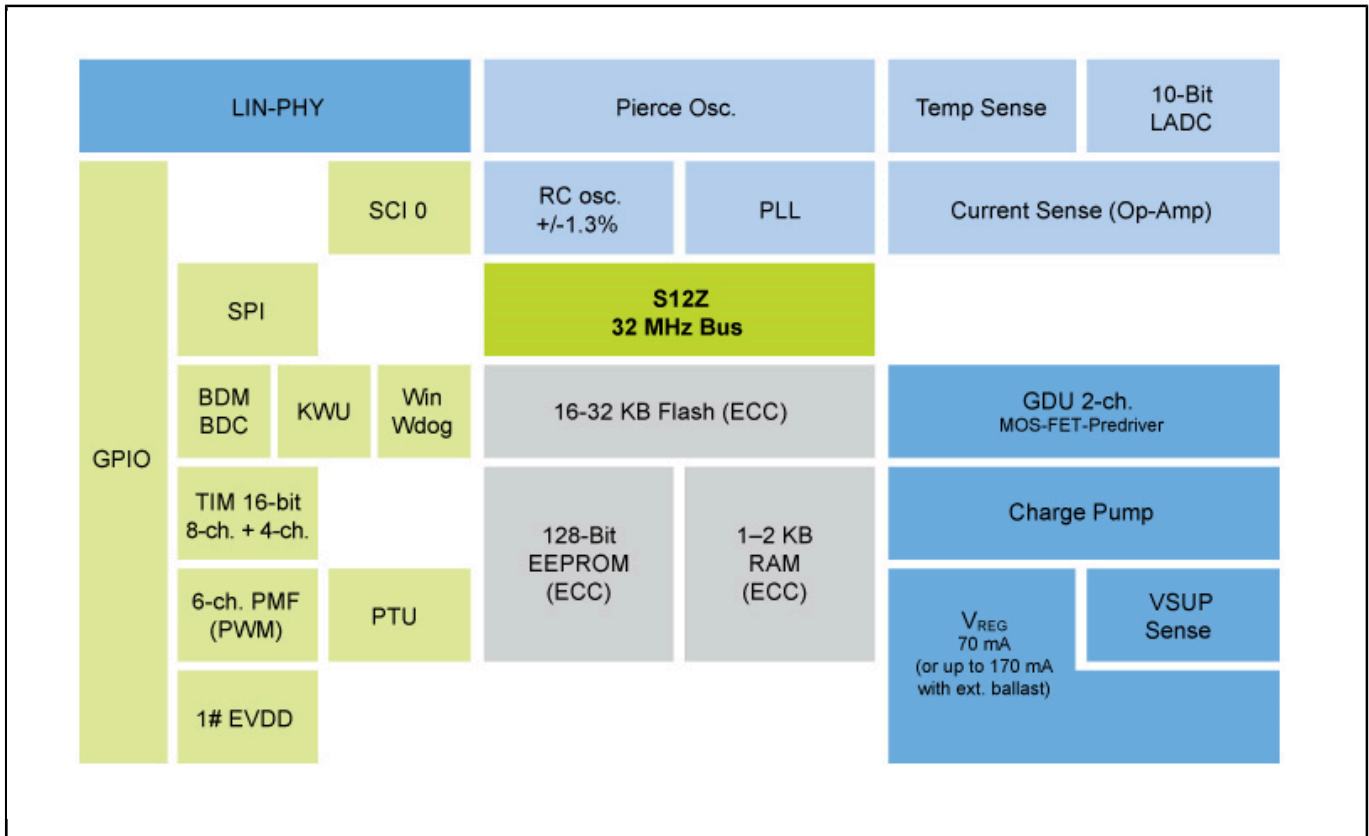 LIN-PHY
Pierce Osc.
Temp Sense
10-Bit
LADC
SCI 0
RC osc.
+/-1.3%
PLL
Current Sense (Op-Amp)
SPI
S12Z
32 MHz Bus
GPIO
BDM
BDC
KWU
Win
Wdog
16-32 KB Flash (ECC)
GDU 2-ch.
MOS-FET-Predriver
TIM 16-bit
8-ch. + 4-ch.
128-Bit
EEPROM
(ECC)
1–2 KB
RAM
(ECC)
Charge Pump
6-ch. PMF
(PWM)
PTU
VREG
70 mA
(or up to 170 mA
with ext. ballast)
VSUP
Sense
1# EVDD